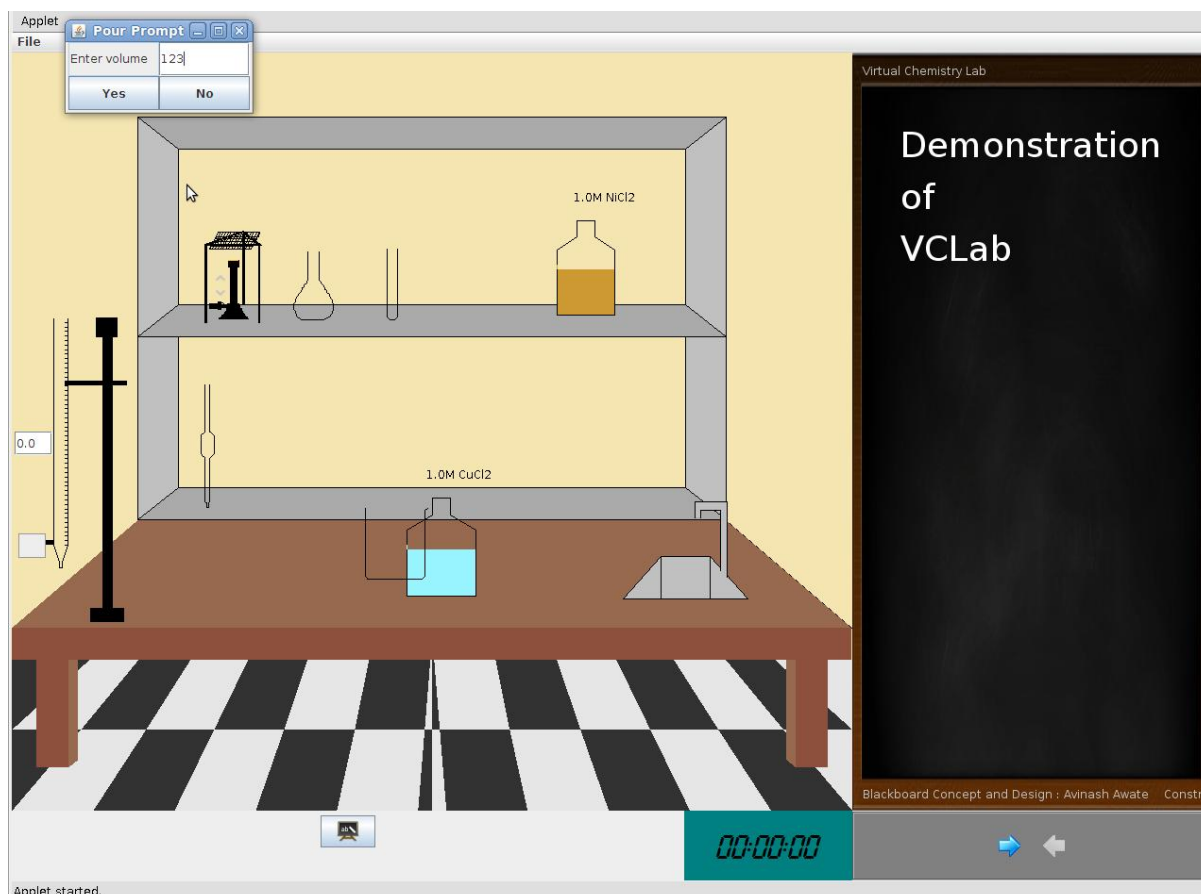 Applet
Pour Prompt
File
Enter volume 123
Yes No
Virtual Chemistry Lab
Demonstration
of
VCLab
1.0M NiCl2
0.0
1.0M CuCl2
Blackboard Concept and Design : Avinash Awate Constr
00:00:00
Applet started.